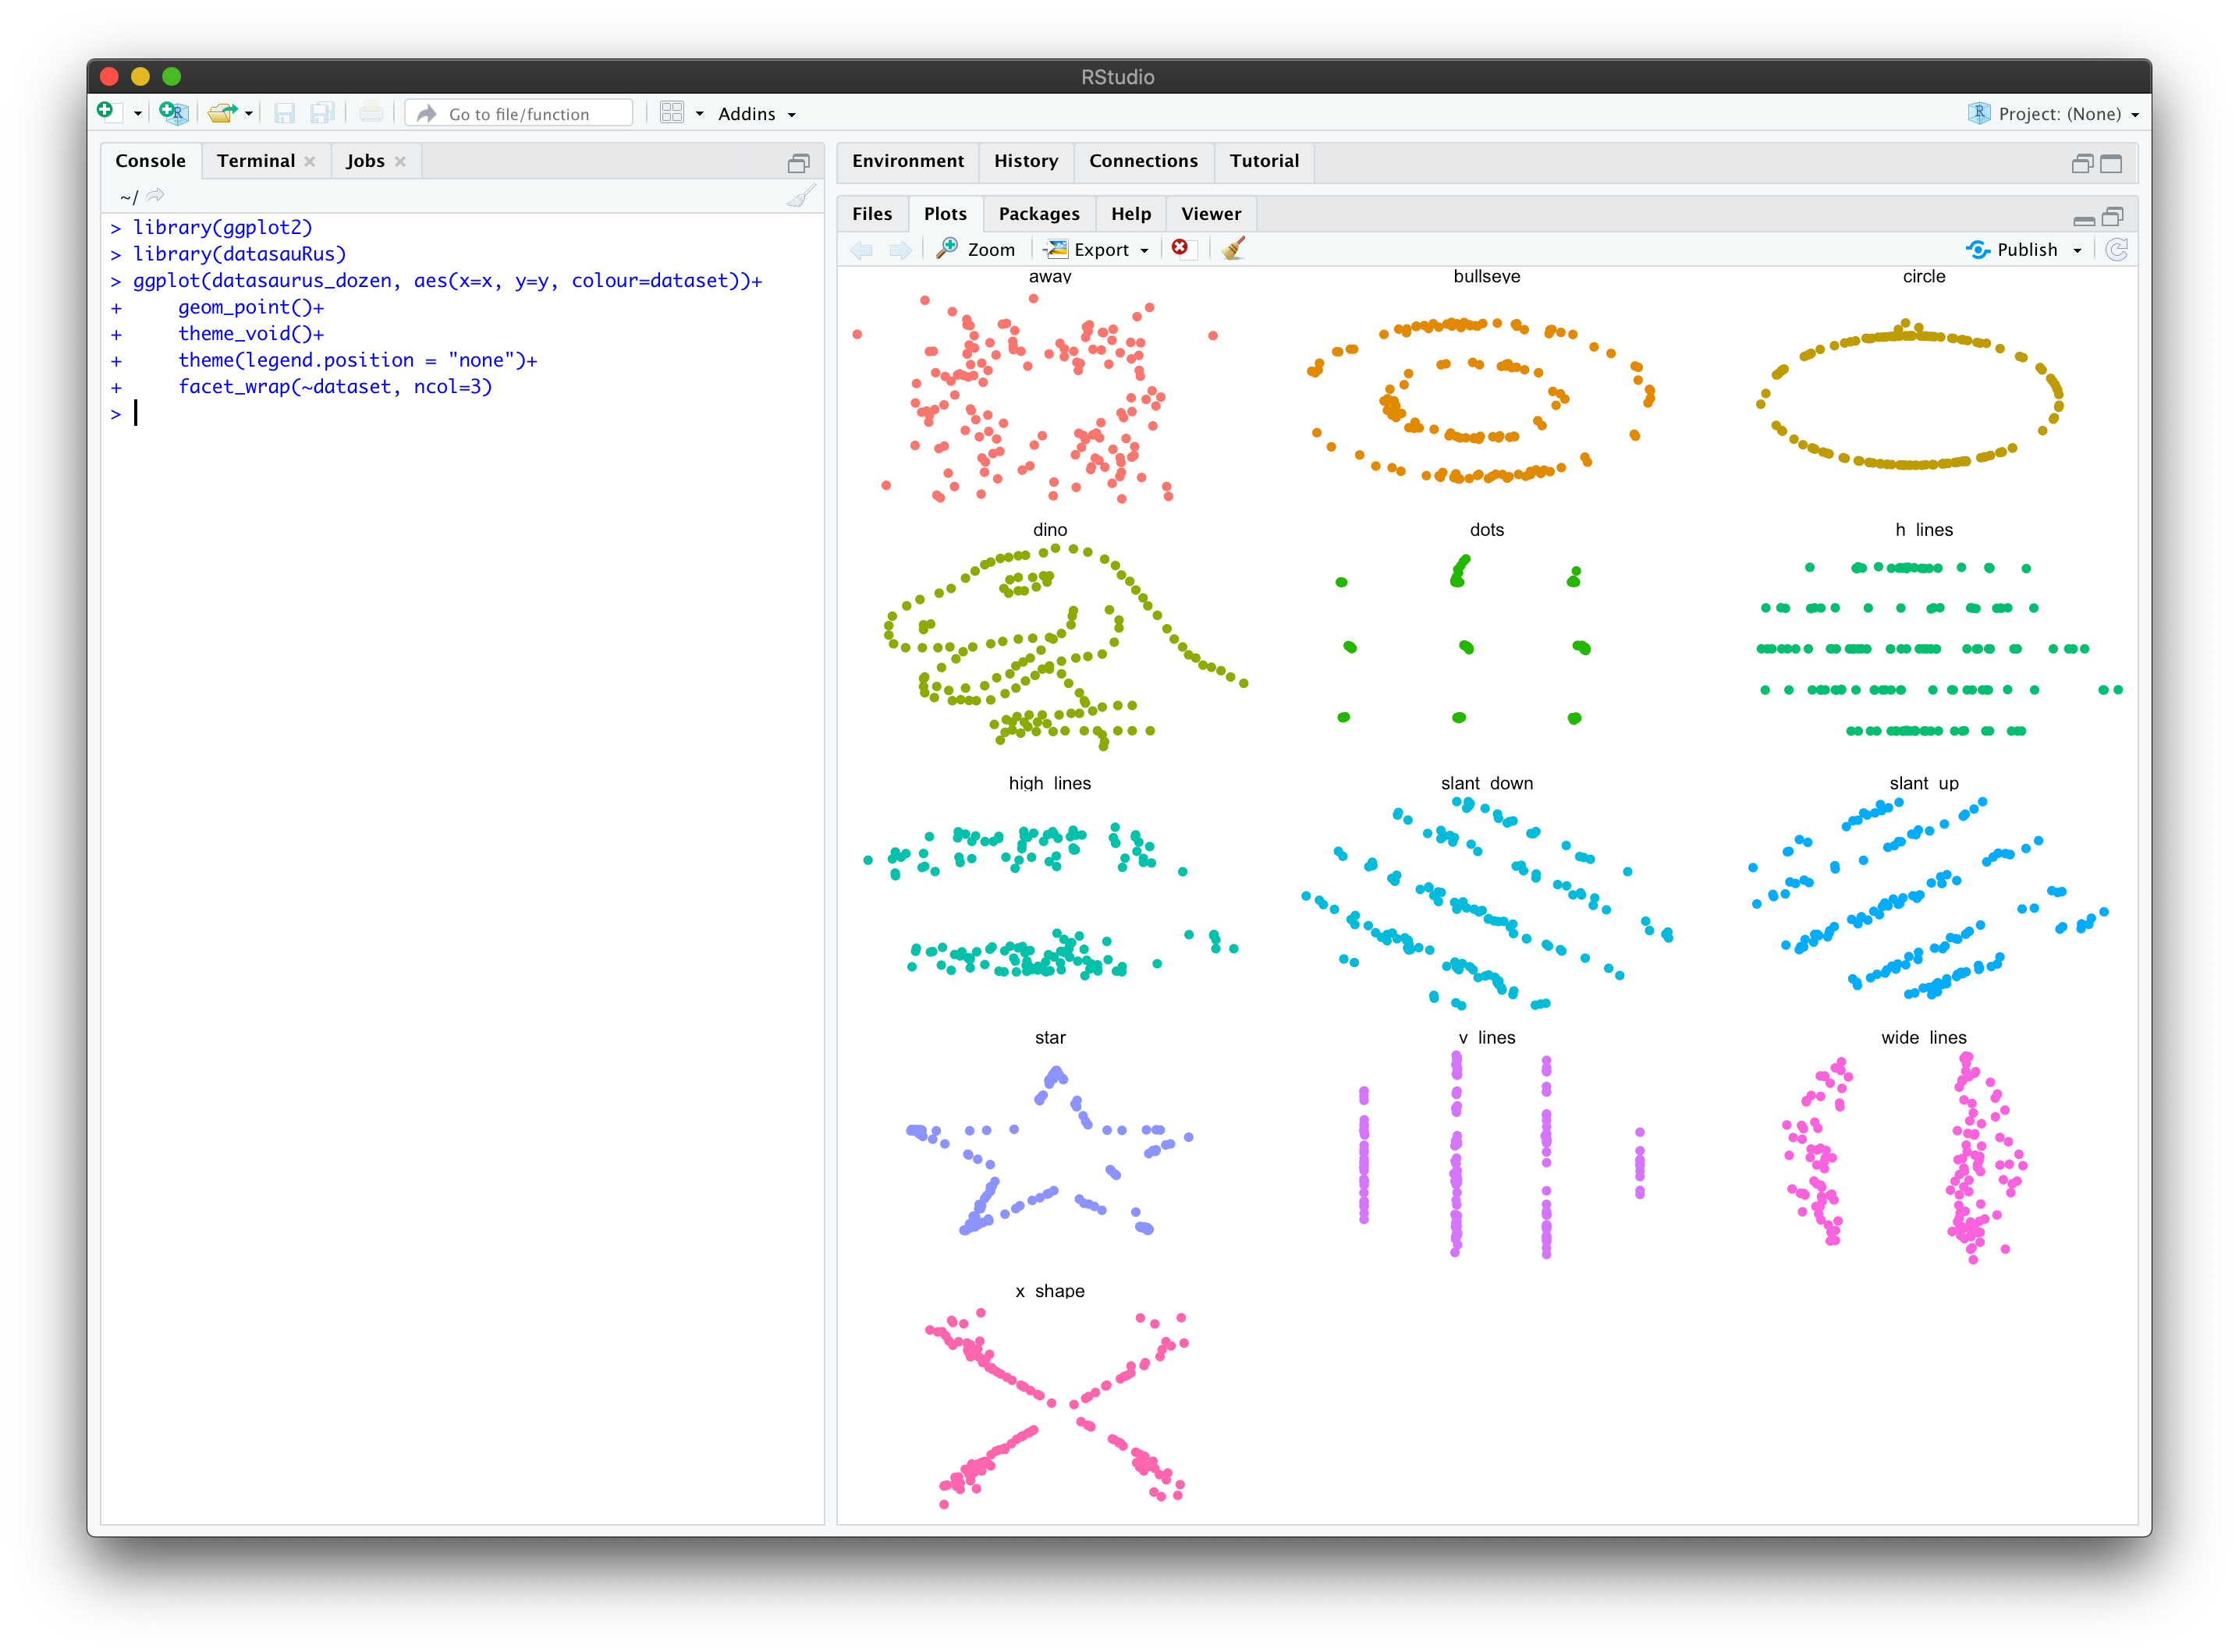 RStudio
Go to file/function
Addins
Project: (None)
Console Terminal Jobs
~/
> library(ggplot2)
> library(datasauRus)
> ggplot(datasaurus_dozen, aes(x=x, y=y, colour=dataset))+
+     geom_point()+
+     theme_void()+
+     theme(legend.position = "none")+
+     facet_wrap(~dataset, ncol=3)
>
Environment History Connections Tutorial
Files Plots Packages Help Viewer
Zoom Export Publish
away bullseye circle
dino dots h_lines
high_lines slant_down slant_up
star v_lines wide_lines
x_shape